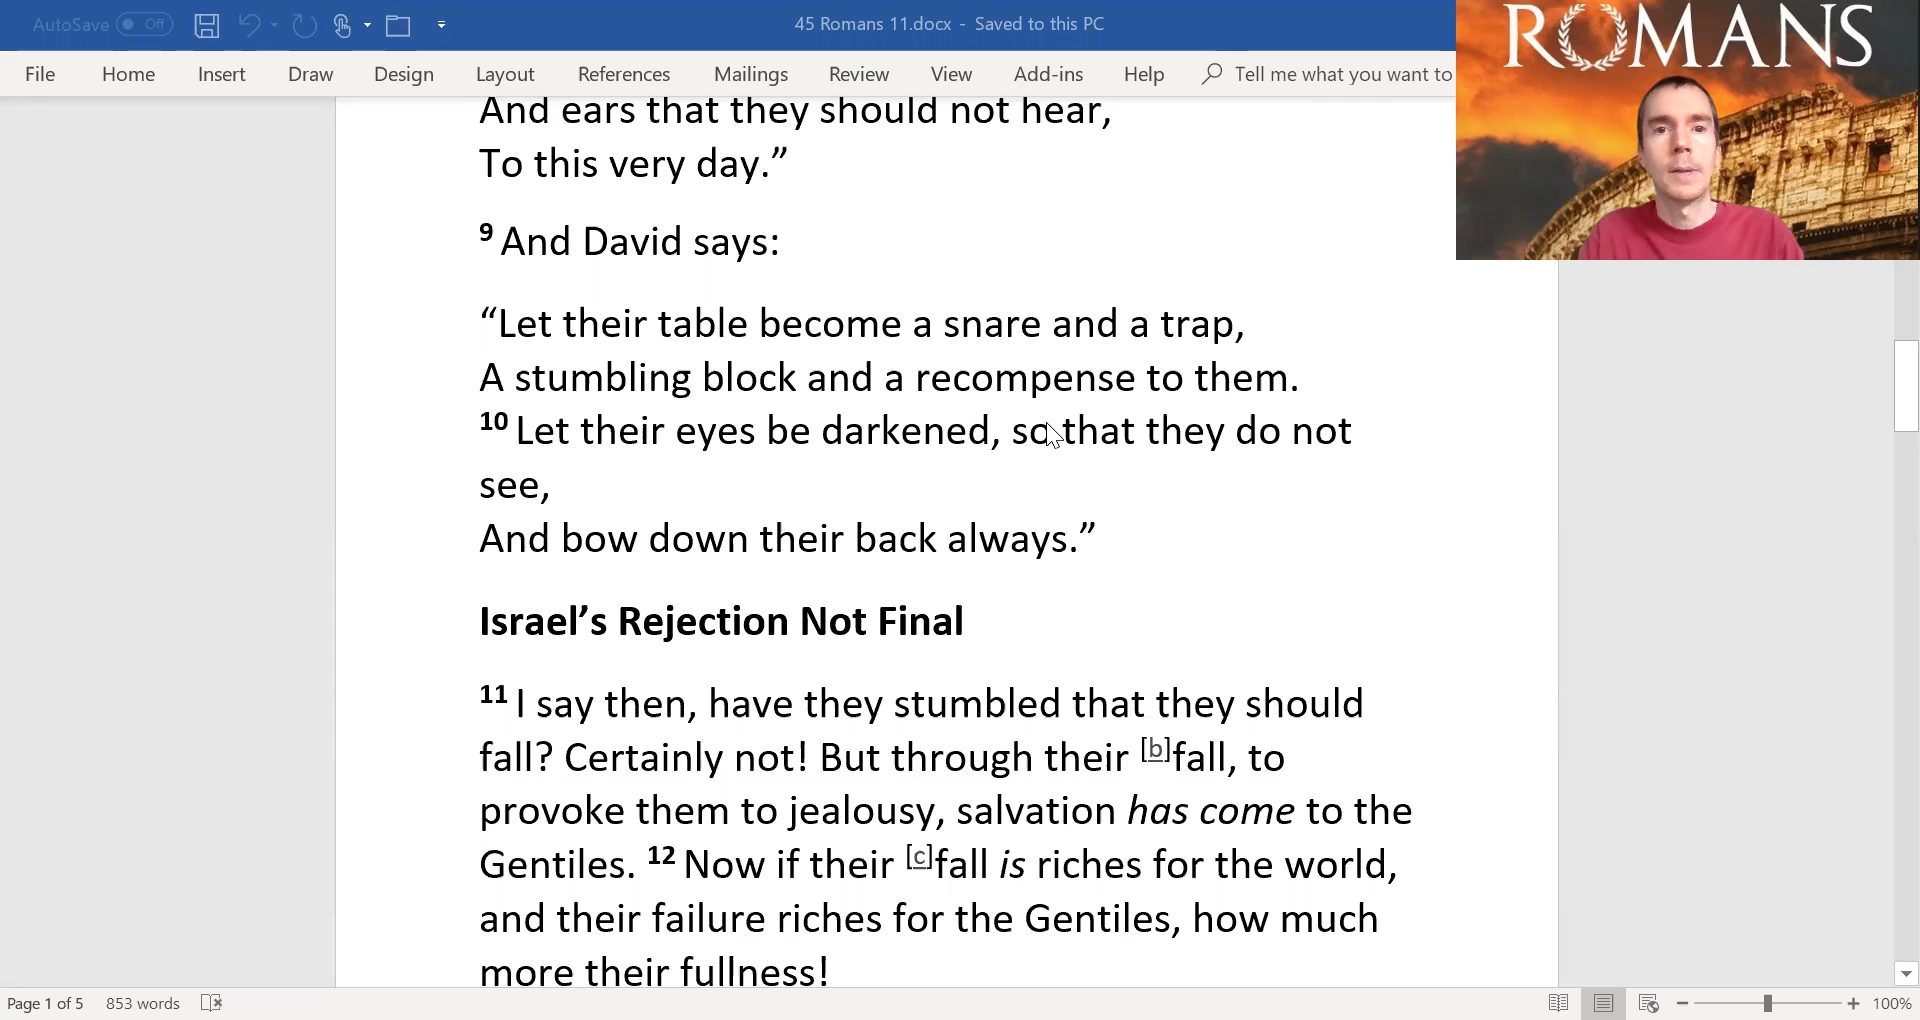 AutoSave Off 45 Romans 11.docx - Saved to this PC
ROMANS
File Home Insert Draw Design Layout References Mailings Review View Add-ins Help Tell me what you want to
And ears that they should not hear,
To this very day.”
9 And David says:
“Let their table become a snare and a trap,
A stumbling block and a recompense to them.
10 Let their eyes be darkened, so that they do not
see,
And bow down their back always.”
Israel’s Rejection Not Final
11 I say then, have they stumbled that they should
fall? Certainly not! But through their [b]fall, to
provoke them to jealousy, salvation has come to the
Gentiles. 12 Now if their [c]fall is riches for the world,
and their failure riches for the Gentiles, how much
more their fullness!
Page 1 of 5 853 words 100%